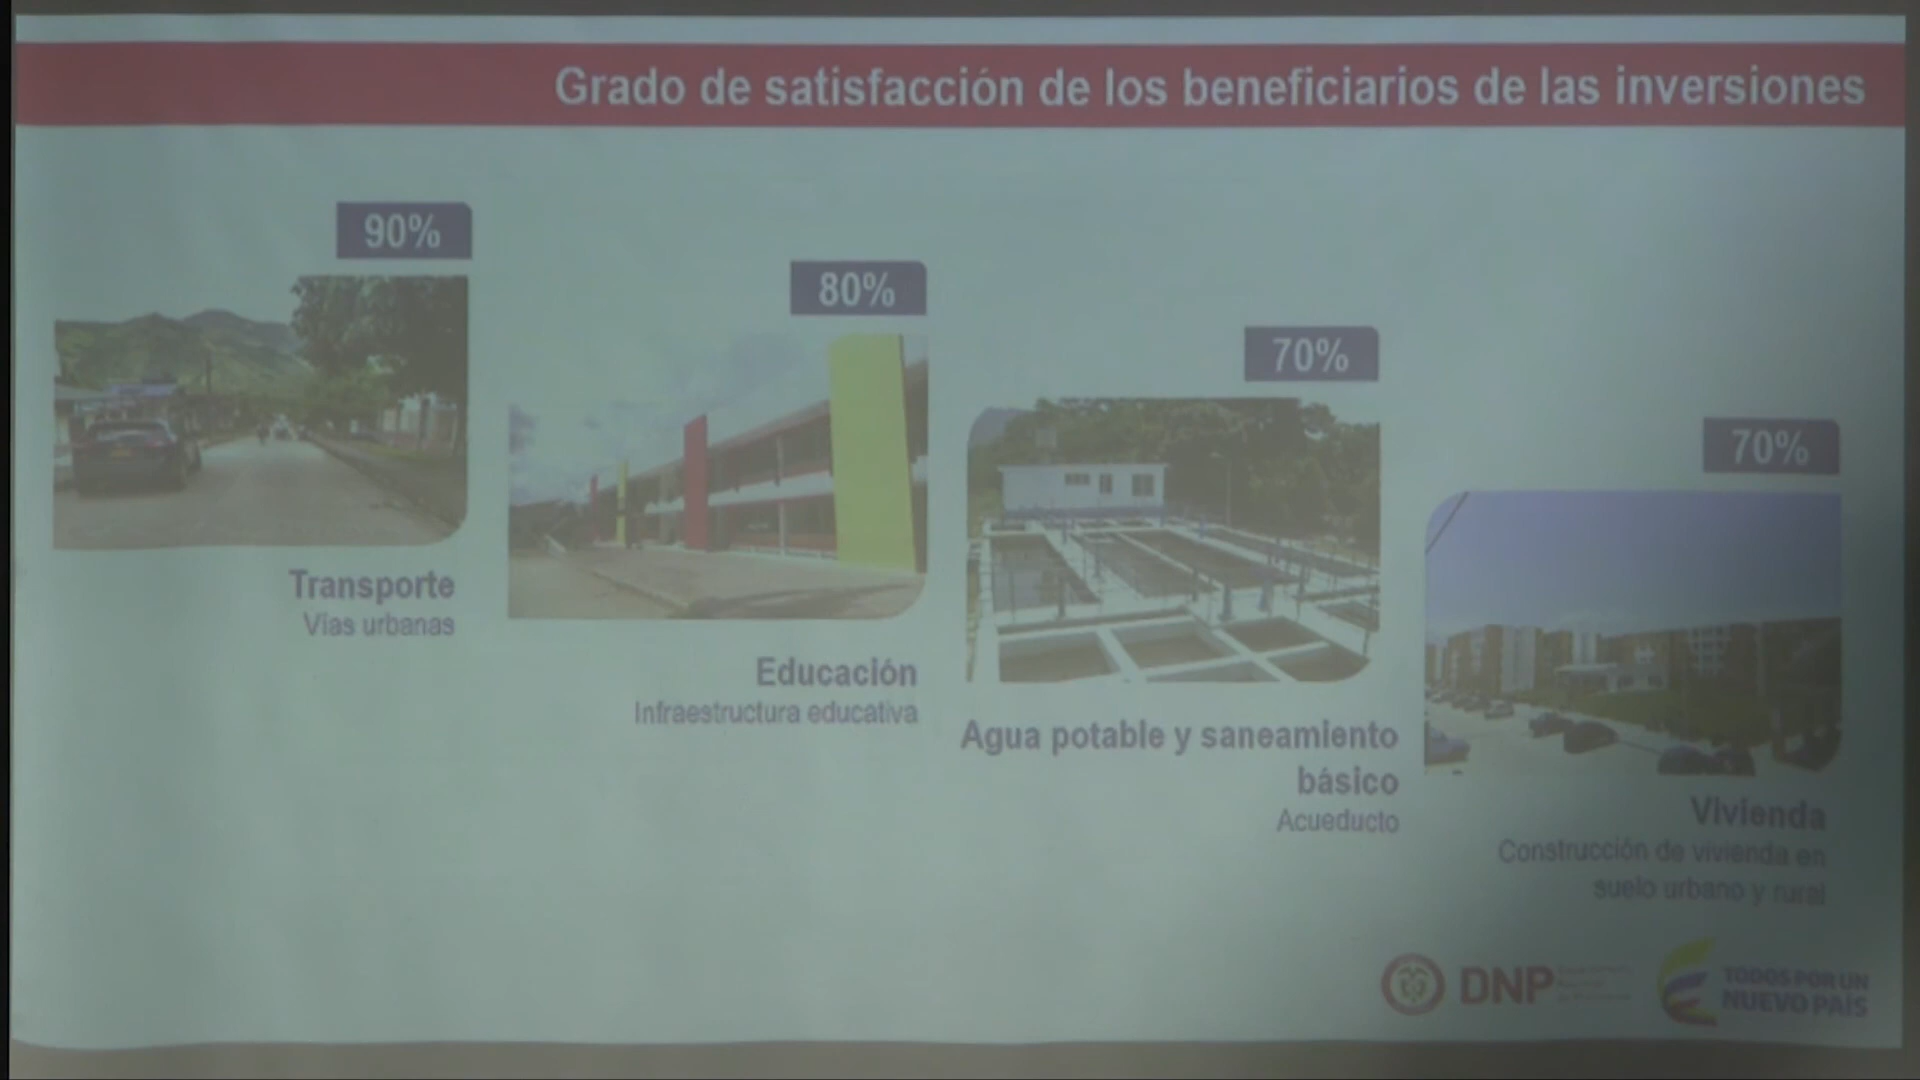 Grado de satisfacción de los beneficiarios de las inversiones
90%
Transporte
Vías urbanas
80%
Educación
Infraestructura educativa
70%
Agua potable y saneamiento
básico
Acueducto
70%
Vivienda
Construcción de vivienda en
suelo urbano y rural
DNP
TODOS POR UN
NUEVO PAÍS